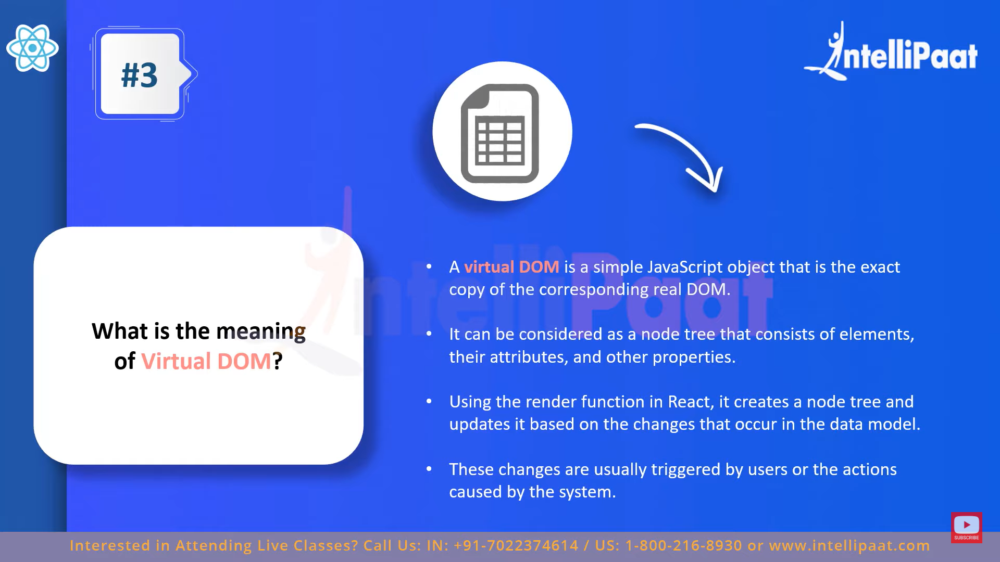 #3
IntelliPaat
What is the meaning
of Virtual DOM?
• A virtual DOM is a simple JavaScript object that is the exact
copy of the corresponding real DOM.
• It can be considered as a node tree that consists of elements,
their attributes, and other properties.
• Using the render function in React, it creates a node tree and
updates it based on the changes that occur in the data model.
• These changes are usually triggered by users or the actions
caused by the system.
IntelliPaat
SUBSCRIBE
Interested in Attending Live Classes? Call Us: IN: +91-7022374614 / US: 1-800-216-8930 or www.intellipaat.com